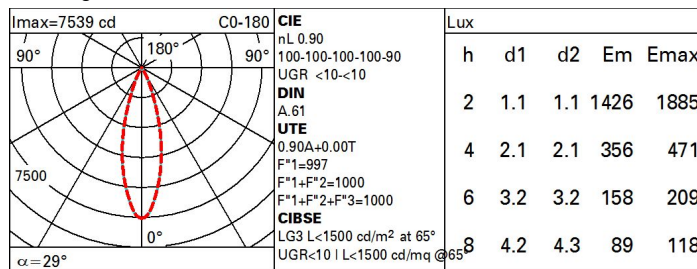 Imax=7539 cd C0-180
90° 180° 90°
7500
0°
α=29°
CIE
nL 0.90
100-100-100-100-90
UGR <10-<10
DIN
A.61
UTE
0.90A+0.00T
F"1=997
F"1+F"2=1000
F"1+F"2+F"3=1000
CIBSE
LG3 L<1500 cd/m² at 65°
UGR<10 | L<1500 cd/mq @65°
Lux
h d1 d2 Em Emax
2 1.1 1.1 1426 1885
4 2.1 2.1 356 471
6 3.2 3.2 158 209
8 4.2 4.3 89 118